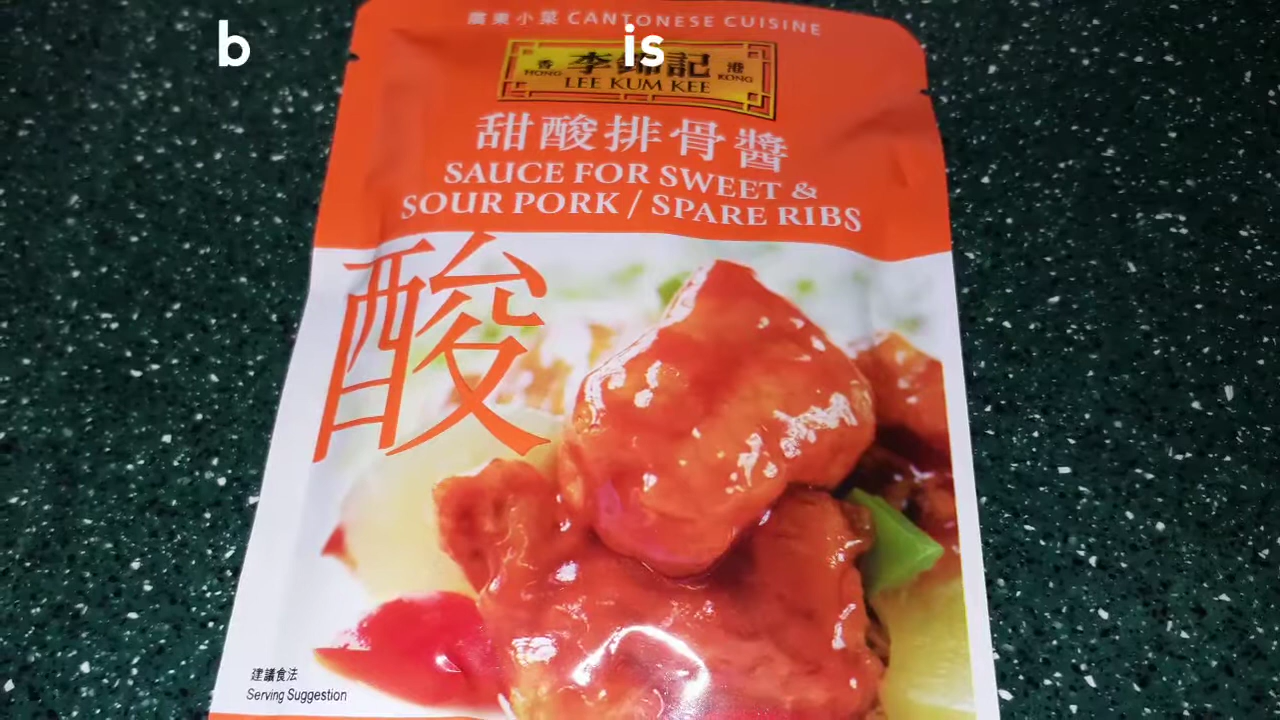 b is
廣東小菜 CANTONESE CUISINE
香 李錦記 港
HONG LEE KUM KEE KONG
甜酸排骨醬
SAUCE FOR SWEET &
SOUR PORK / SPARE RIBS
酸
建議食法
Serving Suggestion